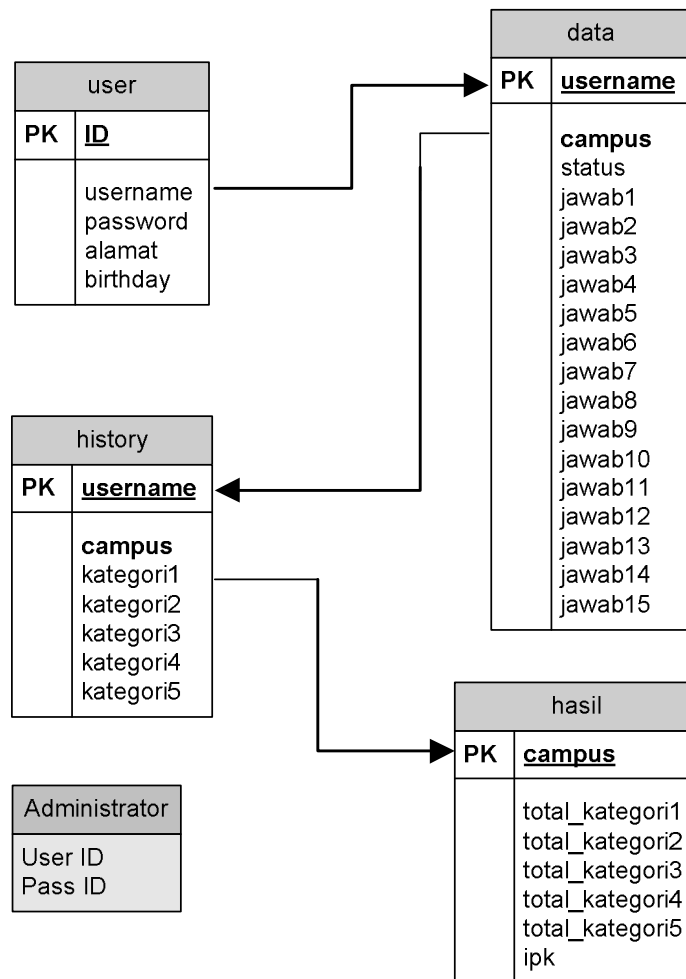 user
PK ID
username
password
alamat
birthday
data
PK username
campus
status
jawab1
jawab2
jawab3
jawab4
jawab5
jawab6
jawab7
jawab8
jawab9
jawab10
jawab11
jawab12
jawab13
jawab14
jawab15
history
PK username
campus
kategori1
kategori2
kategori3
kategori4
kategori5
hasil
PK campus
total_kategori1
total_kategori2
total_kategori3
total_kategori4
total_kategori5
ipk
Administrator
User ID
Pass ID